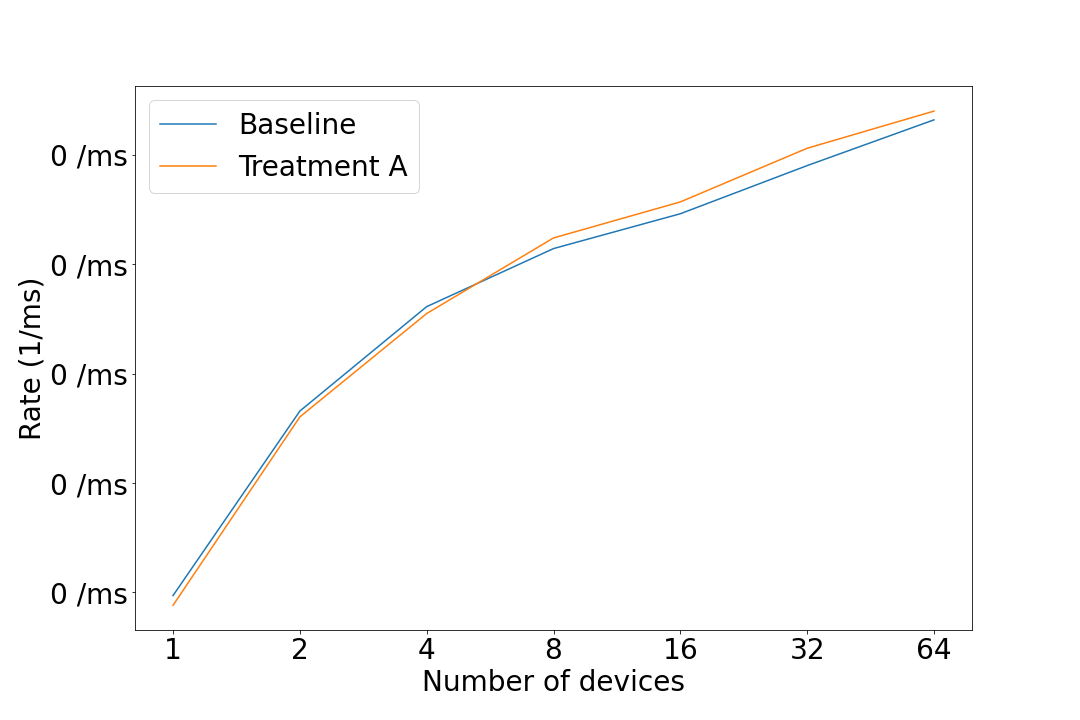 Baseline
Treatment A
0 /ms
0 /ms
0 /ms
0 /ms
0 /ms
Rate (1/ms)
1 2 4 8 16 32 64
Number of devices